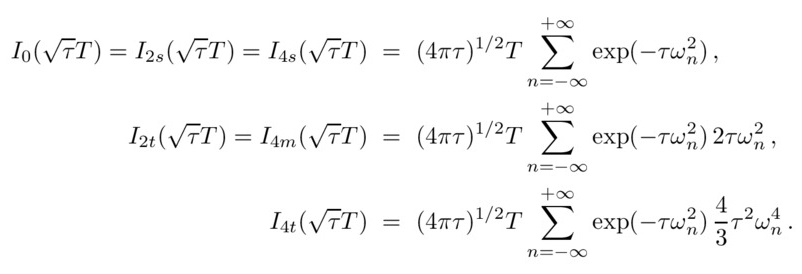 I_0(\sqrt{\tau}T) = I_{2s}(\sqrt{\tau}T) = I_{4s}(\sqrt{\tau}T) = (4\pi\tau)^{1/2} T \sum_{n=-\infty}^{+\infty} \exp(-\tau\omega_n^2) ,
I_{2t}(\sqrt{\tau}T) = I_{4m}(\sqrt{\tau}T) = (4\pi\tau)^{1/2} T \sum_{n=-\infty}^{+\infty} \exp(-\tau\omega_n^2) 2\tau\omega_n^2 ,
I_{4t}(\sqrt{\tau}T) = (4\pi\tau)^{1/2} T \sum_{n=-\infty}^{+\infty} \exp(-\tau\omega_n^2) \frac{4}{3} \tau^2 \omega_n^4 .